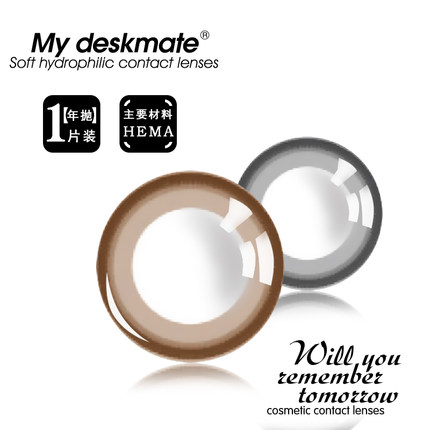 My deskmate®
Soft hydrophilic contact lenses
1【年抛】片装
主要材料
HEMA
Will you
remember
tomorrow
cosmetic contact lenses